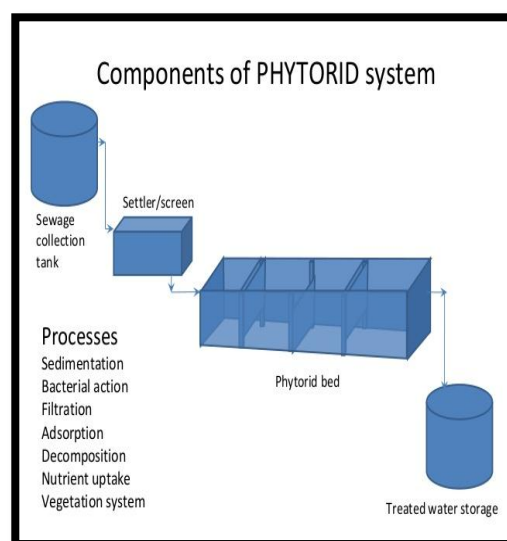 Components of PHYTORID system
Settler/screen
Sewage
collection
tank
Phytorid bed
Processes
Sedimentation
Bacterial action
Filtration
Adsorption
Decomposition
Nutrient uptake
Vegetation system
Treated water storage